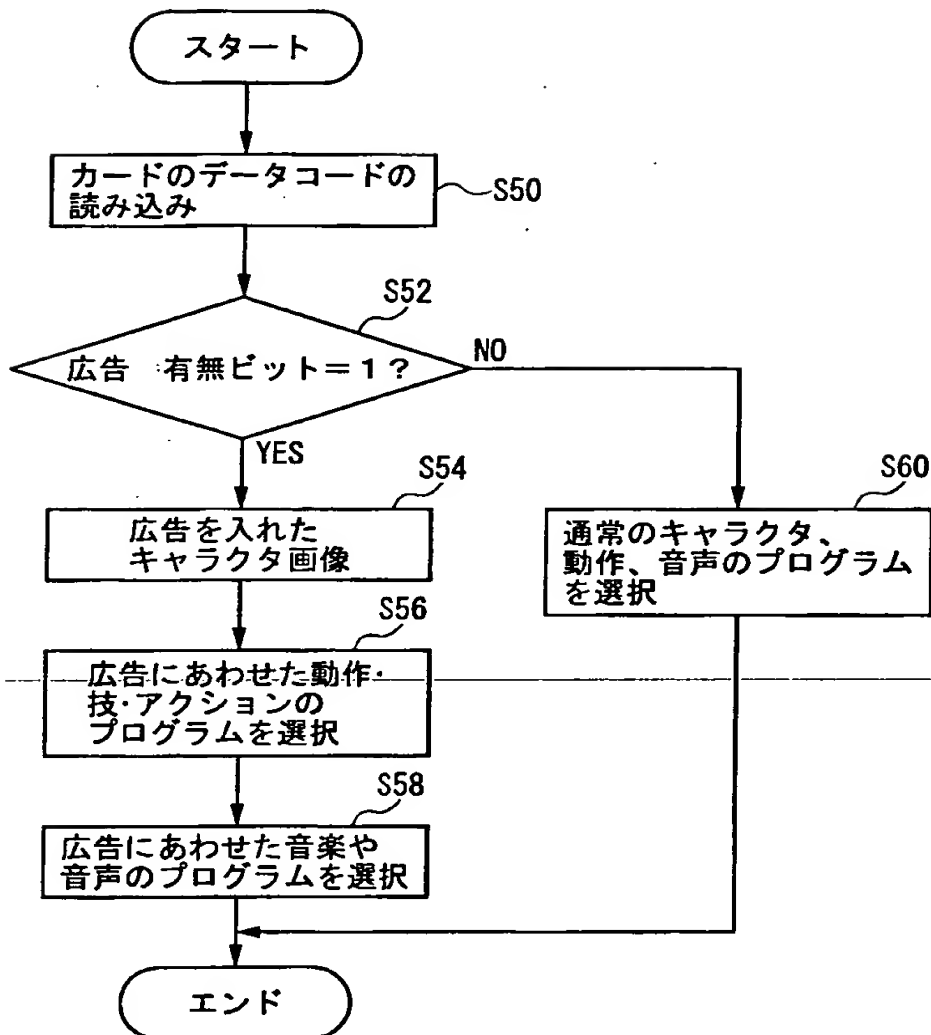 スタート
カードのデータコードの
読み込み
S50
S52
広告 有無ビット＝１？
NO
YES
S54
広告を入れた
キャラクタ画像
S60
通常のキャラクタ、
動作、音声のプログラム
を選択
S56
広告にあわせた動作・
技・アクションの
プログラムを選択
S58
広告にあわせた音楽や
音声のプログラムを選択
エンド